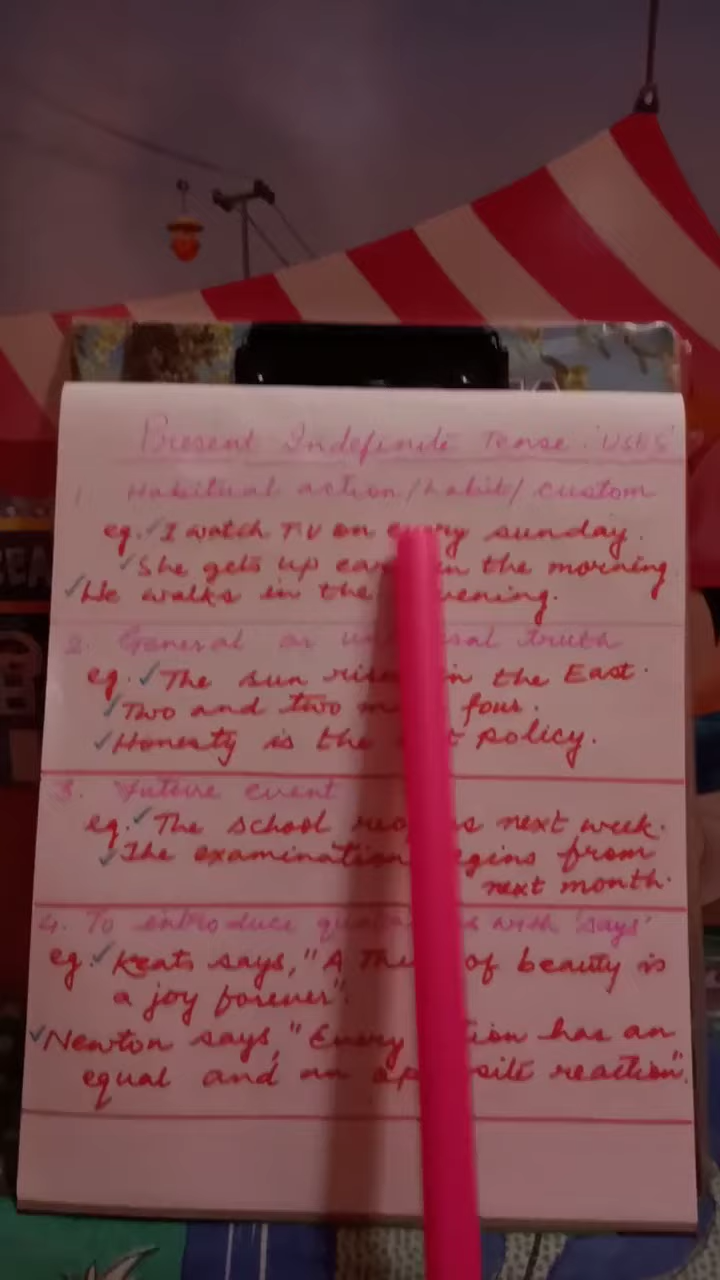 Present Indefinite Tense : 'USES'
1. Habitual action/habit/ custom
eg. I watch T.V on every sunday.
She gets up in the morning.
He walks in the
2. General or truth
eg. The sun in the East.
Two and two four.
Honesty is the policy.
3. Future event
eg. The school next week.
The examination from
next month.
4. To introduce with 'says'
eg. Keats says, "A of beauty is
a joy forever".
Newton says, "Every has an
equal and an reaction".